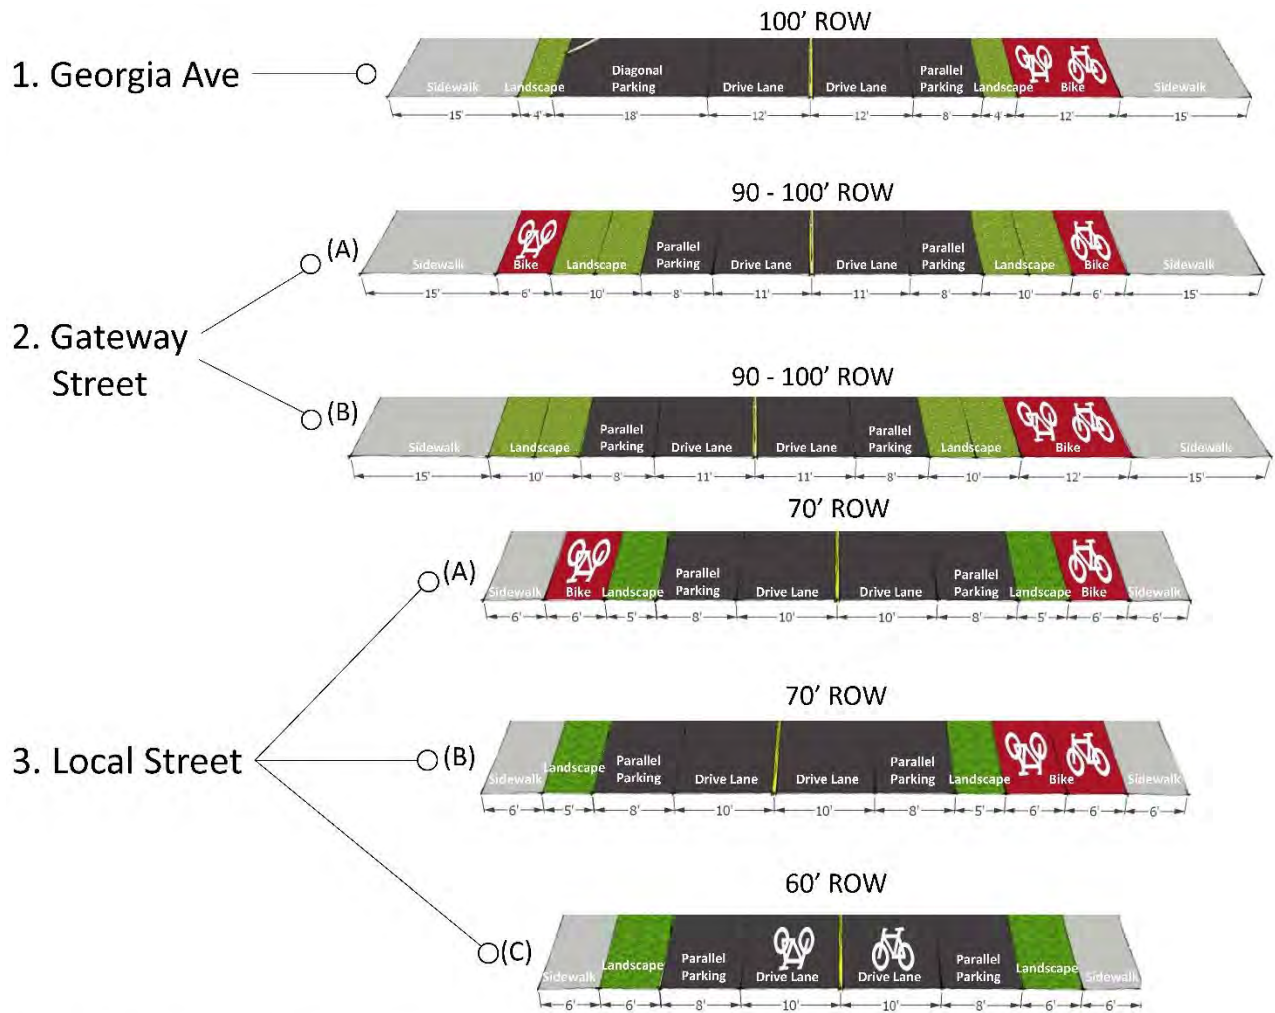 100' ROW
1. Georgia Ave
Sidewalk Landscape Diagonal Parking Drive Lane Drive Lane Parallel Parking Landscape Bike Sidewalk
15' 4' 18' 12' 12' 8' 4' 12' 15'
90 - 100' ROW
2. Gateway
Street
(A)
Sidewalk Bike Landscape Parallel Parking Drive Lane Drive Lane Parallel Parking Landscape Bike Sidewalk
15' 6' 10' 8' 11' 11' 8' 10' 6' 15'
90 - 100' ROW
(B)
Sidewalk Landscape Parallel Parking Drive Lane Drive Lane Parallel Parking Landscape Bike Sidewalk
15' 10' 8' 11' 11' 8' 10' 12' 15'
3. Local Street
70' ROW
(A)
Sidewalk Bike Landscape Parallel Parking Drive Lane Drive Lane Parallel Parking Landscape Bike Sidewalk
6' 6' 5' 8' 10' 10' 8' 5' 6' 6'
70' ROW
(B)
Sidewalk Landscape Parallel Parking Drive Lane Drive Lane Parallel Parking Landscape Bike Sidewalk
6' 5' 8' 10' 10' 8' 5' 6' 6' 6'
60' ROW
(C)
Sidewalk Landscape Parallel Parking Drive Lane Drive Lane Parallel Parking Landscape Sidewalk
6' 6' 8' 10' 10' 8' 6' 6'